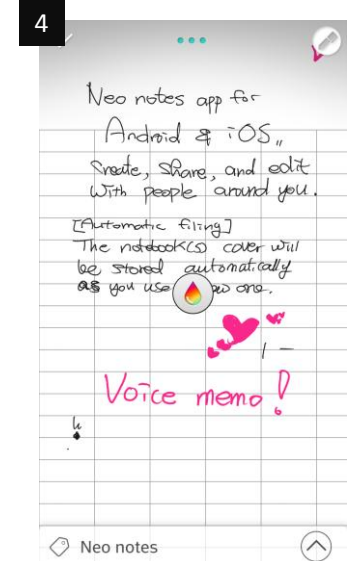 4
Neo notes app for
Android & iOS,,
Create, share, and edit
with people around you.
[Automatic filing]
The notebook(s) cover will
be stored automatically
as you use one.
Voice memo!
Neo notes